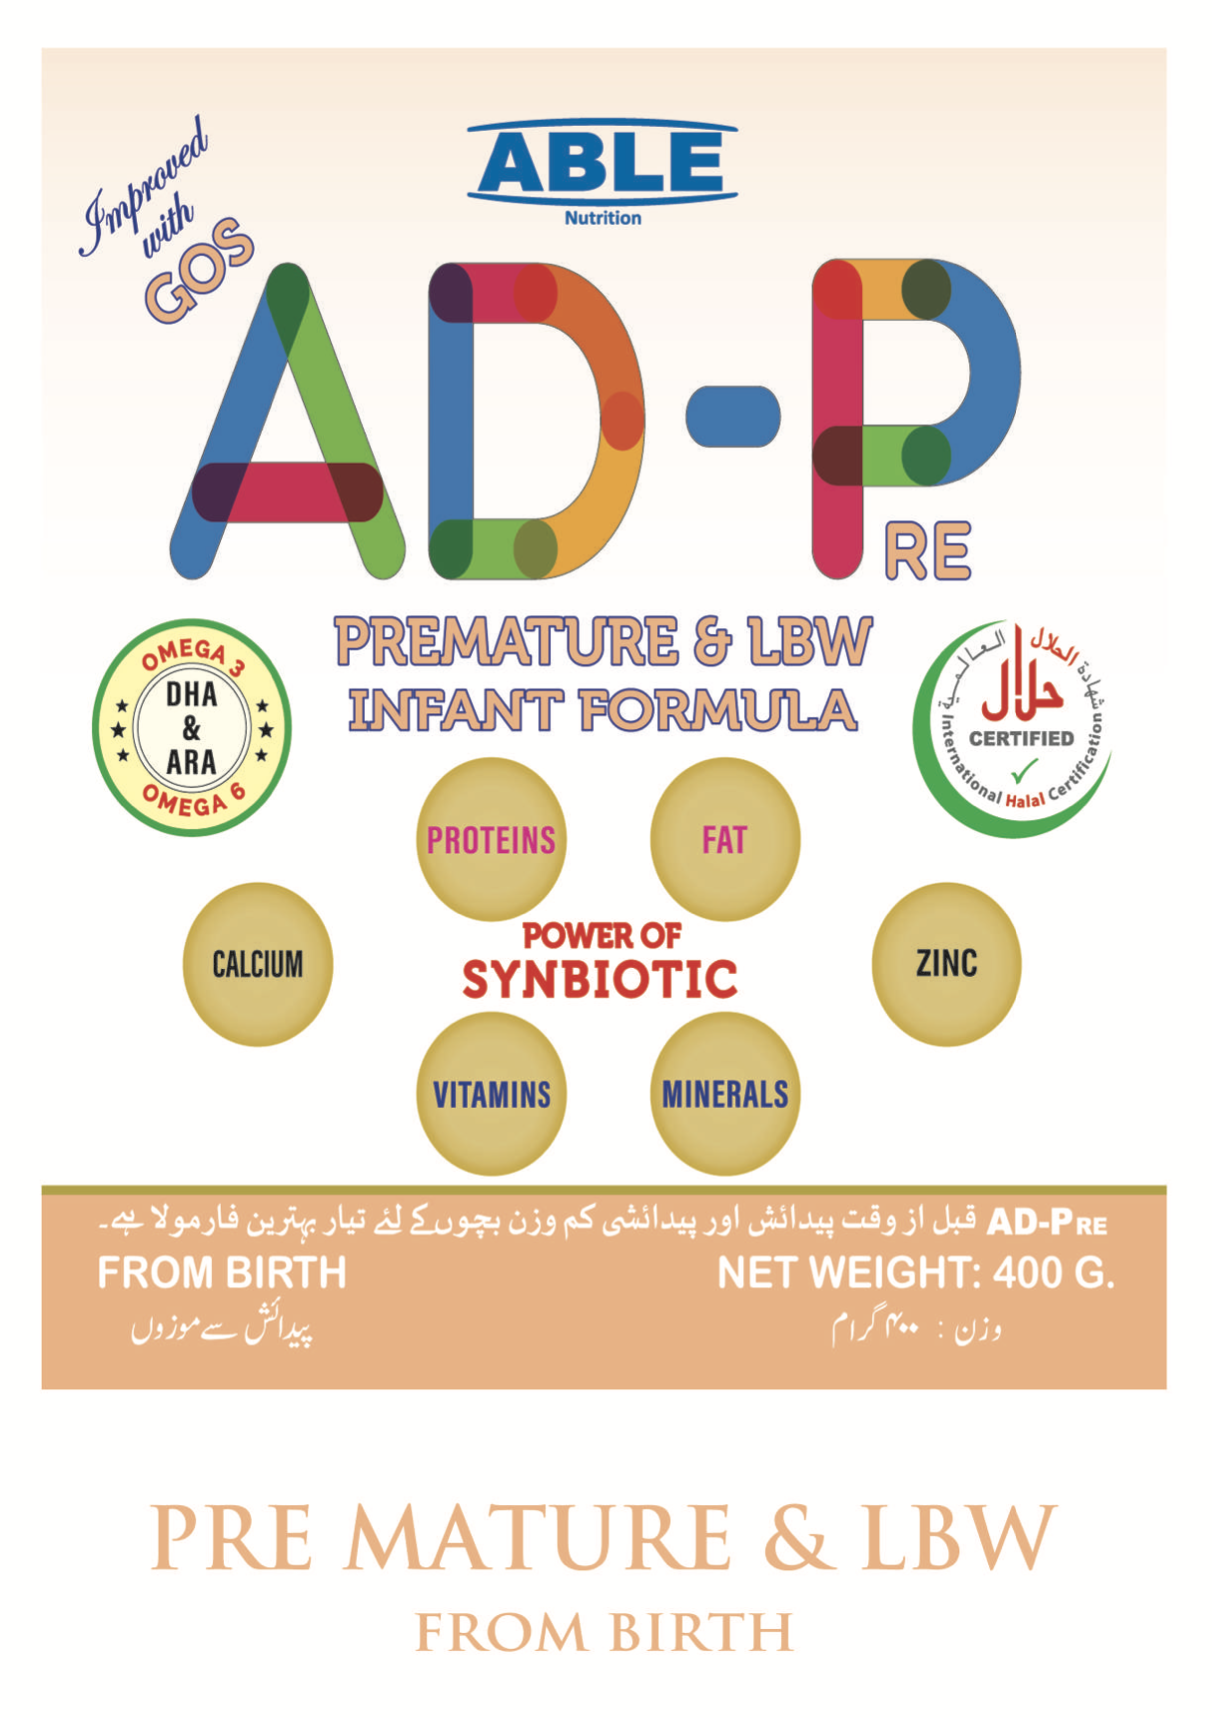 Improved
with
GOS
ABLE
Nutrition
AD-PRE
PREMATURE & LBW
INFANT FORMULA
OMEGA 3
DHA
&
ARA
OMEGA 6
العالمية
شهادة الحلال
حلال
CERTIFIED
International Halal Certification
PROTEINS
FAT
CALCIUM
POWER OF
SYNBIOTIC
ZINC
VITAMINS
MINERALS
AD-PRE قبل از وقت پیدائش اور پیدائشی کم وزن بچوں کے لئے تیار بہترین فارمولا ہے۔
FROM BIRTH
NET WEIGHT: 400 G.
پیدائش سے موزوں
وزن : ۴۰۰ گرام
PRE MATURE & LBW
FROM BIRTH